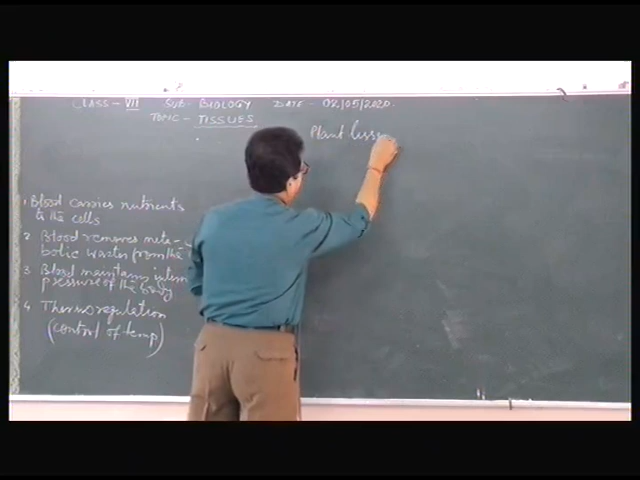 CLASS - VII SUB- BIOLOGY DATE - 02/05/2020.
TOPIC - TISSUES
Plant tissu
1 Blood carries nutrients
to the cells
2 Blood removes meta-
bolic wastes from the
3 Blood maintains intern
pressure of the body
4 Thermoregulation
(control of temp)